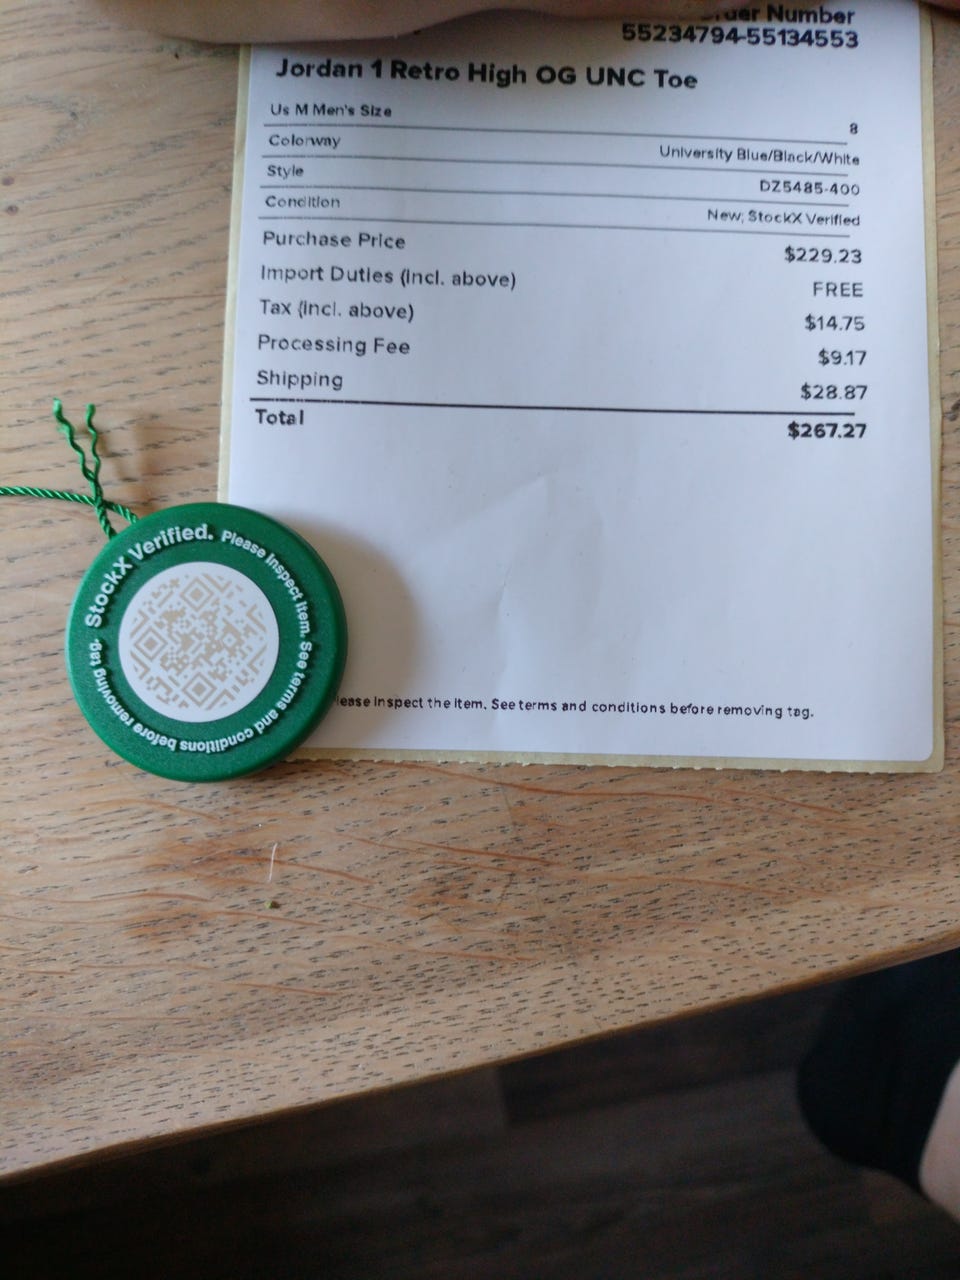 Order Number
55234794-55134553
Jordan 1 Retro High OG UNC Toe
Us M Men's Size 8
Colorway University Blue/Black/White
Style DZ5485-400
Condition New; StockX Verified
Purchase Price $229.23
Import Duties (incl. above) FREE
Tax (incl. above) $14.75
Processing Fee $9.17
Shipping $28.87
Total $267.27
StockX Verified. Please inspect item. See terms and conditions before removing tag.
lease inspect the item. See terms and conditions before removing tag.